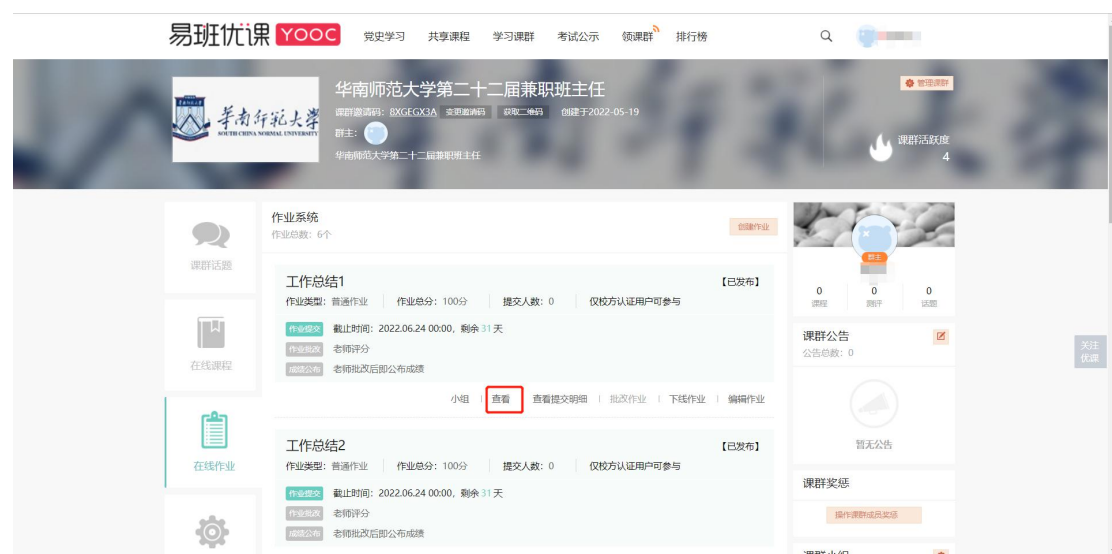 易班优课 YOOC 党史学习 共享课程 学习课群 考试公示 领课群 排行榜
华南师范大学
SOUTH CHINA NORMAL UNIVERSITY
华南师范大学第二十二届兼职班主任
课群邀请码: 8XGEGX3A 变更邀请码 获取二维码 创建于2022-05-19
群主:
华南师范大学第二十二届兼职班主任
管理课群
课群活跃度
4
课群话题
在线课程
在线作业
作业系统
作业总数: 6个
创建作业
工作总结1 【已发布】
作业类型: 普通作业 作业总分: 100分 提交人数: 0 仅校方认证用户可参与
作业提交 截止时间: 2022.06.24 00:00, 剩余 31 天
作业批改 老师评分
成绩公布 老师批改后即公布成绩
小组 查看 查看提交明细 批改作业 下线作业 编辑作业
工作总结2 【已发布】
作业类型: 普通作业 作业总分: 100分 提交人数: 0 仅校方认证用户可参与
作业提交 截止时间: 2022.06.24 00:00, 剩余 31 天
作业批改 老师评分
成绩公布 老师批改后即公布成绩
群主
0 0 0
课程 测评 话题
课群公告
公告总数: 0
暂无公告
课群奖惩
操作课群成员奖惩
课群小组
关注
优课